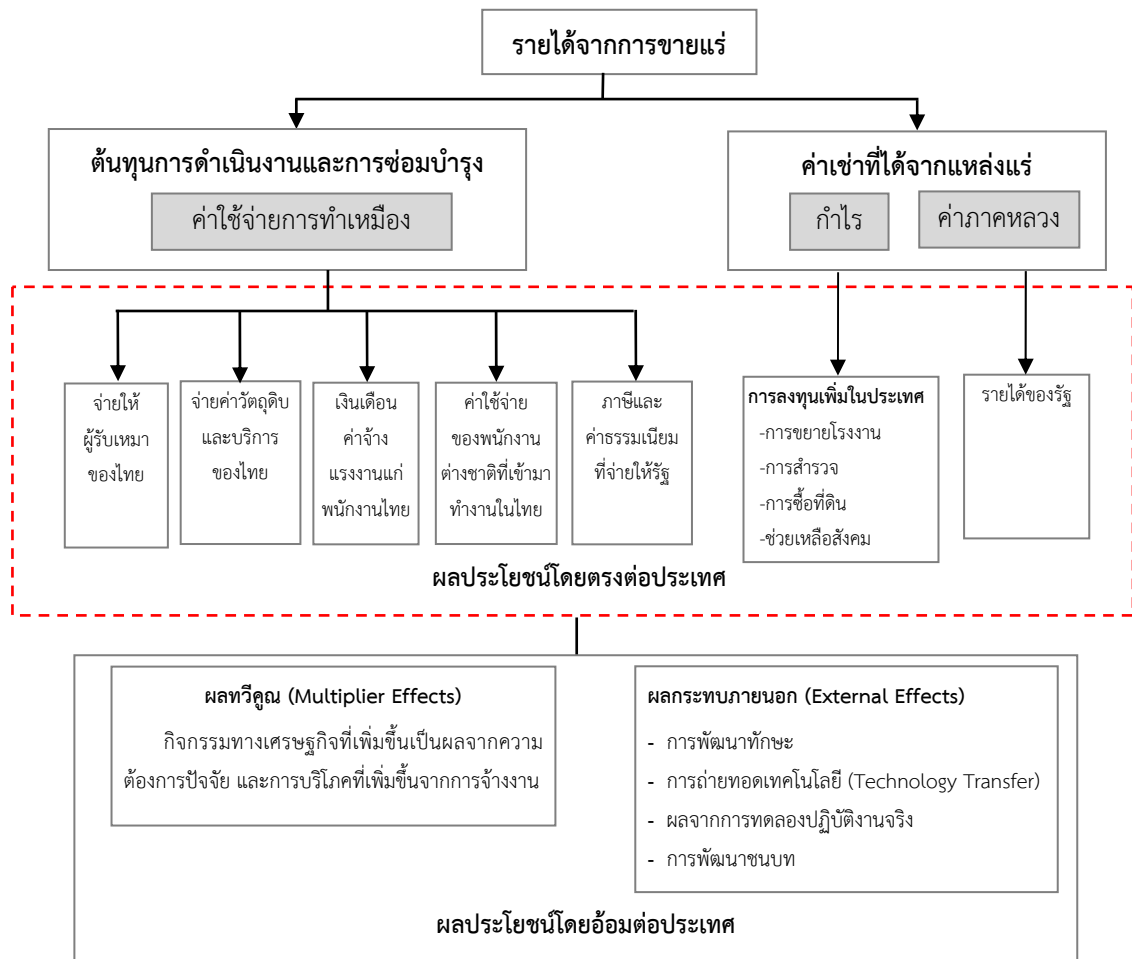 รายได้จากการขายแร่
ต้นทุนการดำเนินงานและการซ่อมบำรุง
ค่าใช้จ่ายการทำเหมือง
ค่าเช่าที่ได้จากแหล่งแร่
กำไร
ค่าภาคหลวง
จ่ายให้
ผู้รับเหมา
ของไทย
จ่ายค่าวัตถุดิบ
และบริการ
ของไทย
เงินเดือน
ค่าจ้าง
แรงงานแก่
พนักงานไทย
ค่าใช้จ่าย
ของพนักงาน
ต่างชาติที่เข้ามา
ทำงานในไทย
ภาษีและ
ค่าธรรมเนียม
ที่จ่ายให้รัฐ
การลงทุนเพิ่มในประเทศ
-การขยายโรงงาน
-การสำรวจ
-การซื้อที่ดิน
-ช่วยเหลือสังคม
รายได้ของรัฐ
ผลประโยชน์โดยตรงต่อประเทศ
ผลทวีคูณ (Multiplier Effects)
กิจกรรมทางเศรษฐกิจที่เพิ่มขึ้นเป็นผลจากความ
ต้องการปัจจัย และการบริโภคที่เพิ่มขึ้นจากการจ้างงาน
ผลกระทบภายนอก (External Effects)
- การพัฒนาทักษะ
- การถ่ายทอดเทคโนโลยี (Technology Transfer)
- ผลจากการทดลองปฏิบัติงานจริง
- การพัฒนาชนบท
ผลประโยชน์โดยอ้อมต่อประเทศ